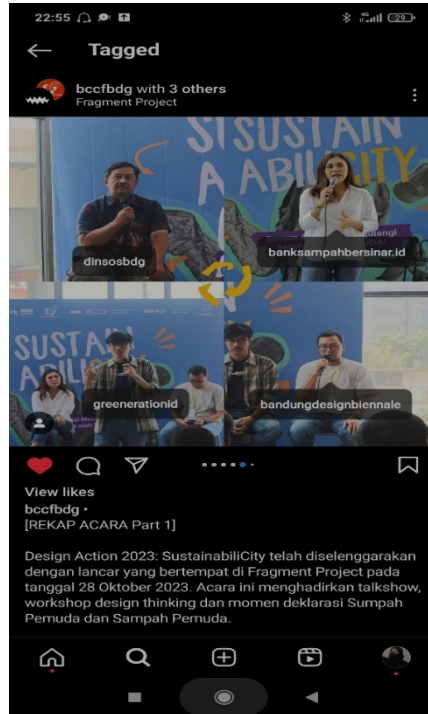 22:55
29
Tagged
bccfbdg with 3 others
Fragment Project
SISUSTAIN
A ABILICITY
dinsosbdg
banksampahbersinar.id
BCCF
SUSTAIN
ABILI
greenerationid
bandungdesignbiennale
View likes
bccfbdg •
[REKAP ACARA Part 1]
Design Action 2023: SustainabiliCity telah diselenggarakan
dengan lancar yang bertempat di Fragment Project pada
tanggal 28 Oktober 2023. Acara ini menghadirkan talkshow,
workshop design thinking dan momen deklarasi Sumpah
Pemuda dan Sampah Pemuda.